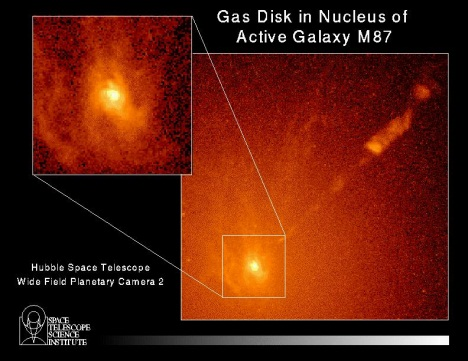 Gas Disk in Nucleus of
Active Galaxy M87
Hubble Space Telescope
Wide Field Planetary Camera 2
SPACE
TELESCOPE
SCIENCE
INSTITUTE